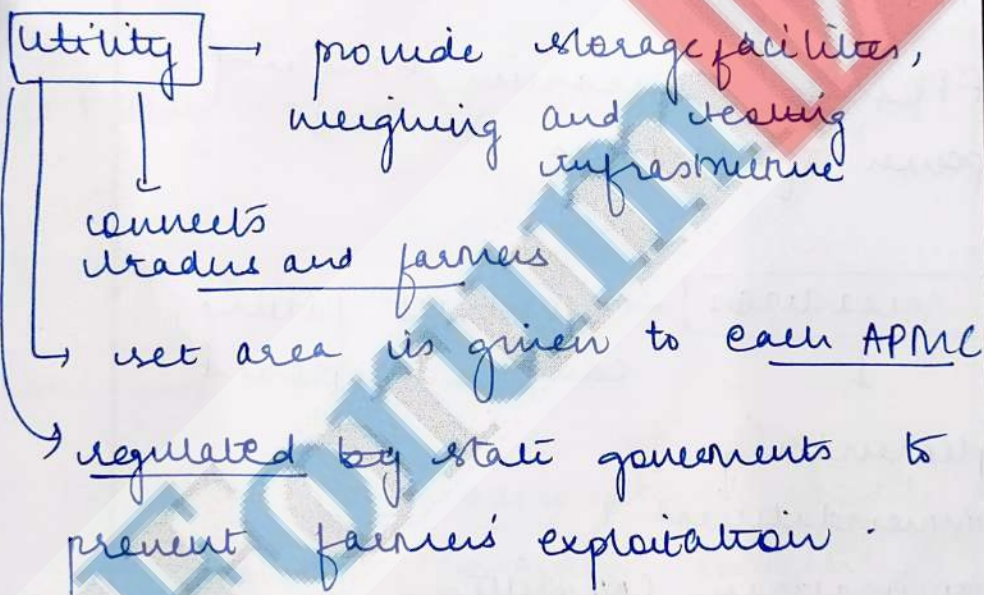 Utility → provide storage facilities,
weighing and testing
infrastructure
connects
traders and farmers
→ set area is given to each APMC
→ regulated by state governments to
prevent farmers' exploitation.
Forum